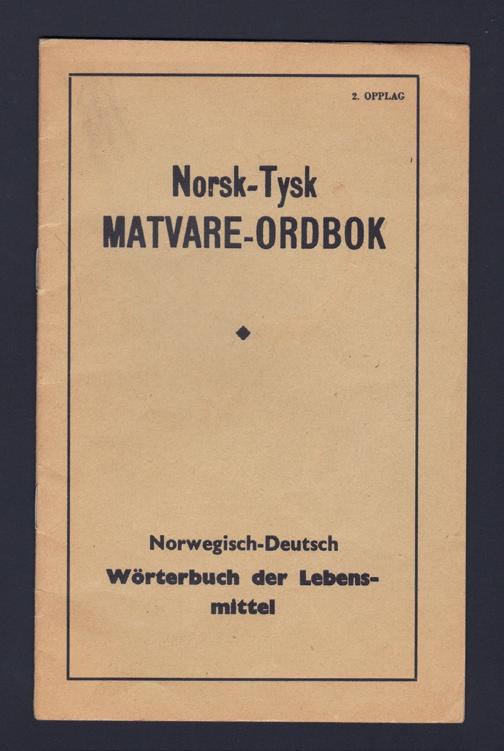 2. OPPLAG
Norsk-Tysk
MATVARE-ORDBOK
Norwegisch-Deutsch
Wörterbuch der Lebens-
mittel